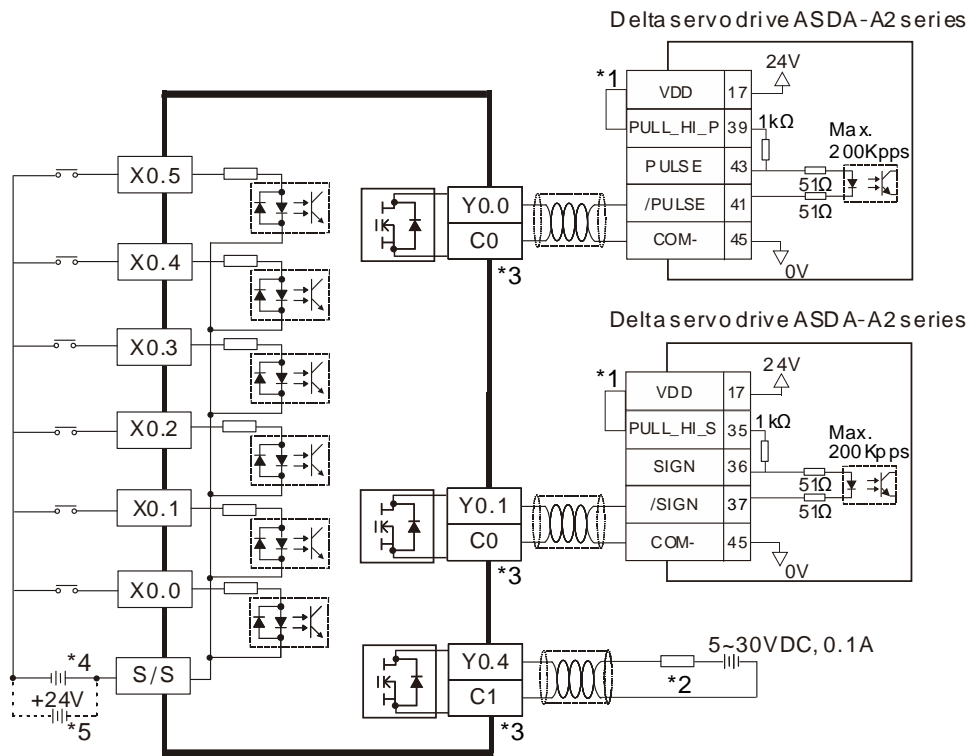 Delta servo drive ASDA-A2 series
*1
VDD 17
24V
PULL_HI_P 39
1kΩ
PULSE 43
/PULSE 41
COM- 45
51Ω
51Ω
Max.
200Kpps
0V
X0.5
X0.4
X0.3
X0.2
X0.1
X0.0
S/S
*4
+24V
*5
Y0.0
C0
*3
Delta servo drive ASDA-A2 series
*1
VDD 17
24V
PULL_HI_S 35
1kΩ
SIGN 36
/SIGN 37
COM- 45
51Ω
51Ω
Max.
200Kpps
0V
Y0.1
C0
*3
Y0.4
C1
*3
*2
5~30VDC, 0.1A